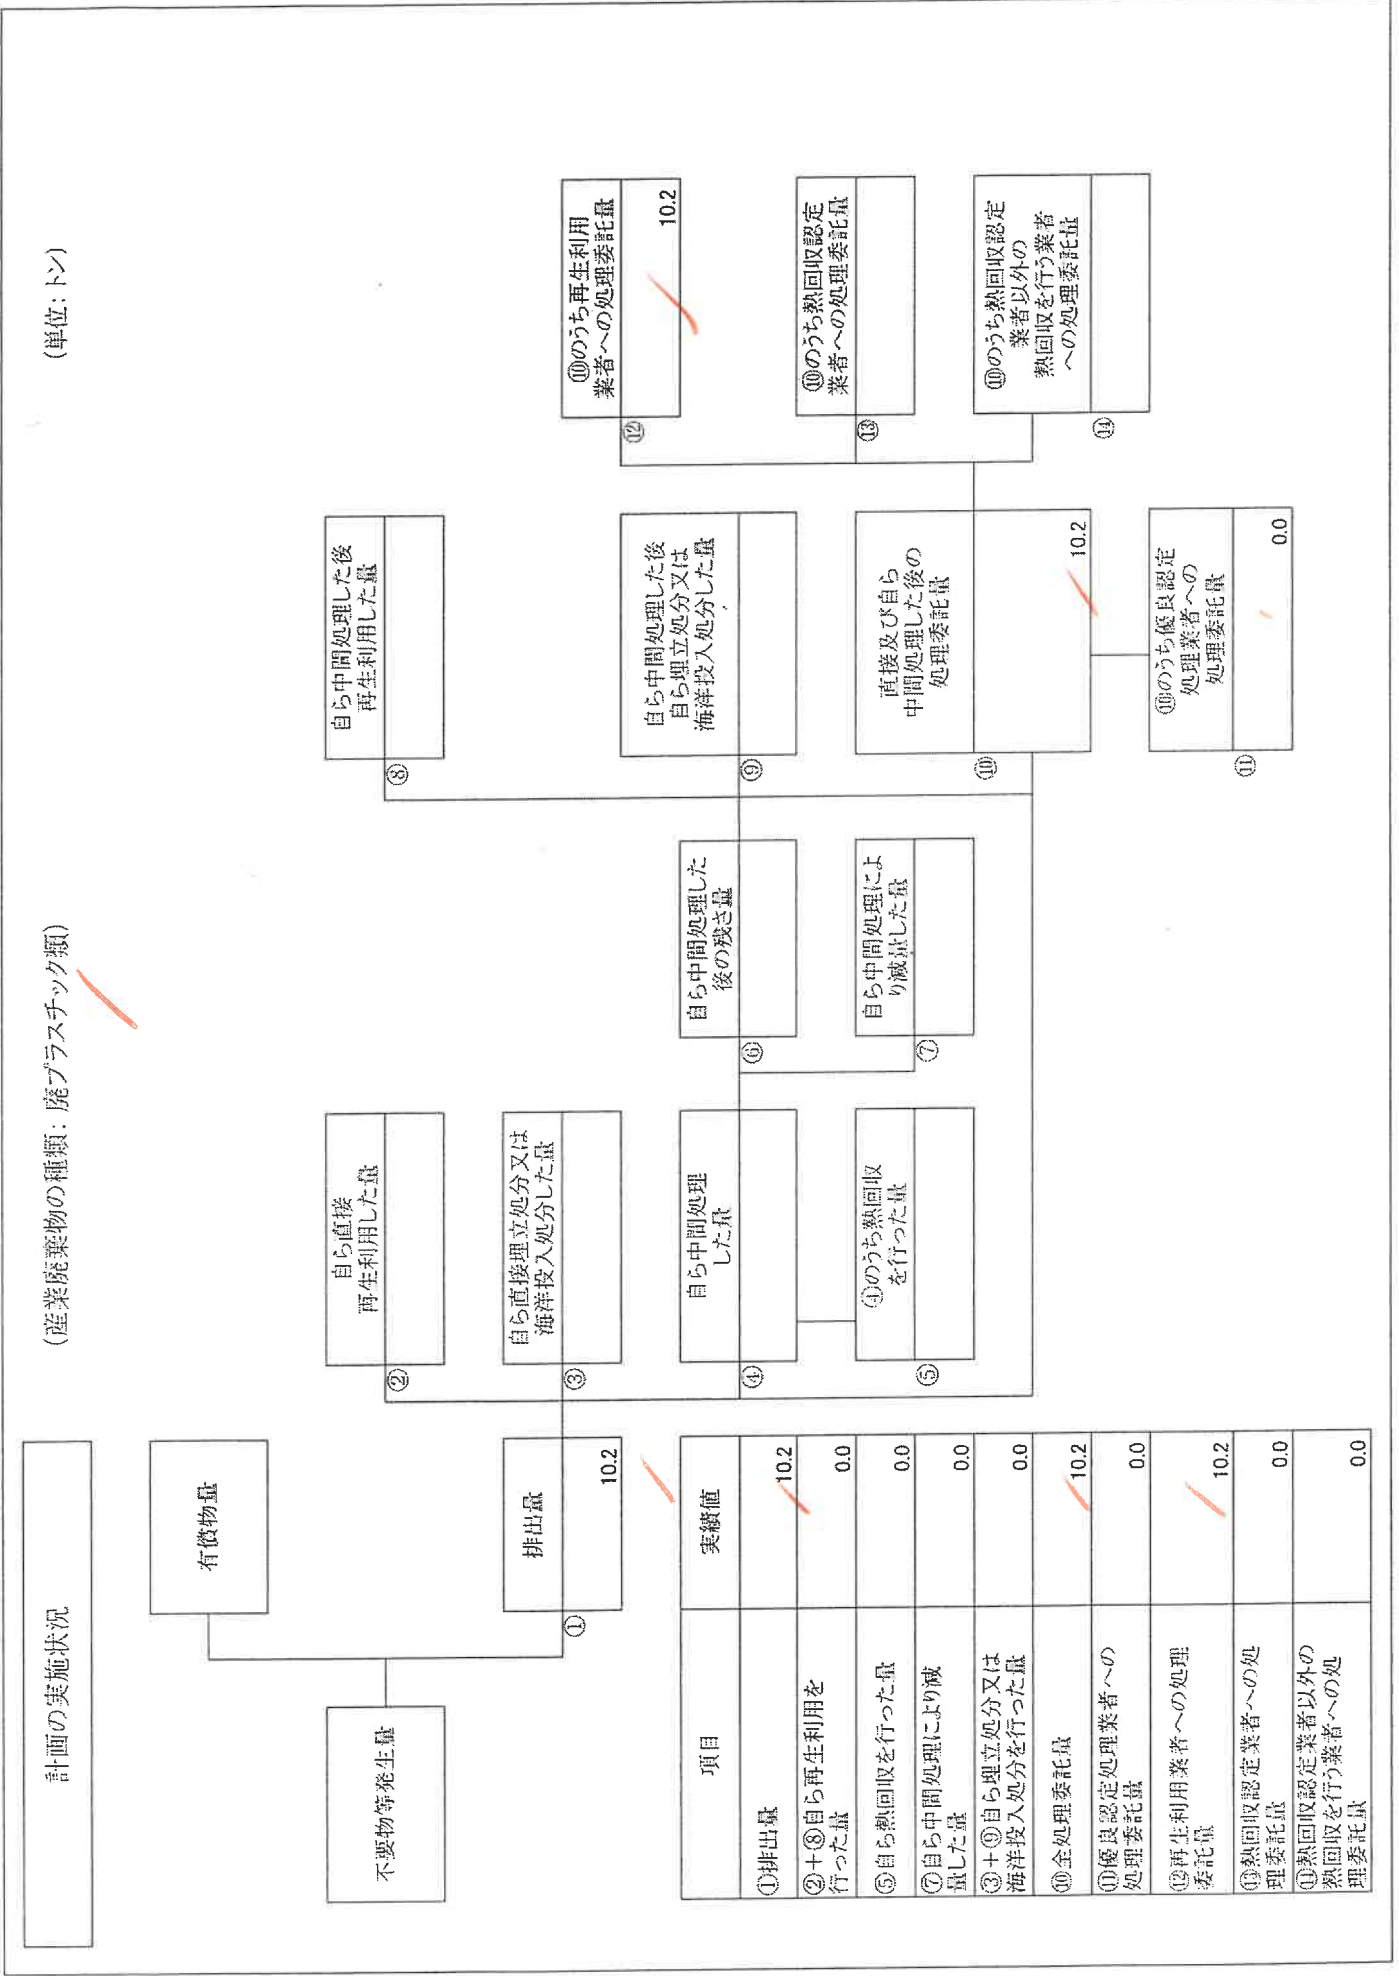 計画の実施状況
(産業廃棄物の種類: 廃プラスチック類)
(単位: トン)
有償物量
不要物等発生量
①
排出量
10.2
②
自ら直接
再生利用した量
③
自ら直接埋立処分又は
海洋投入処分した量
④
自ら中間処理
した量
⑤
④のうち熱回収
を行った量
⑥
自ら中間処理した
後の残さ量
⑦
自ら中間処理によ
り減量した量
⑧
自ら中間処理した後
再生利用した量
⑨
自ら中間処理した後
自ら埋立処分又は
海洋投入処分した量
⑩
直接及び自ら
中間処理した後の
処理委託量
10.2
⑪
⑩のうち優良認定
処理業者への
処理委託量
0.0
⑫
⑩のうち再生利用
業者への処理委託量
10.2
⑬
⑩のうち熱回収認定
業者への処理委託量
⑭
⑩のうち熱回収認定
業者以外の
熱回収を行う業者
への処理委託量
項目
実績値
①排出量
10.2
②+⑧自ら再生利用を
行った量
0.0
⑤自ら熱回収を行った量
0.0
⑦自ら中間処理により減
量した量
0.0
③+⑨自ら埋立処分又は
海洋投入処分を行った量
0.0
⑩全処理委託量
10.2
⑪優良認定処理業者への
処理委託量
0.0
⑫再生利用業者への処理
委託量
10.2
⑬熱回収認定業者への処
理委託量
0.0
⑭熱回収認定業者以外の
熱回収を行う業者への処
理委託量
0.0